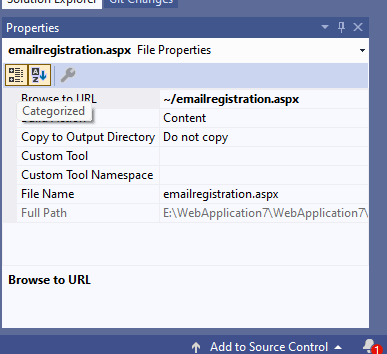 Solution Explorer Git Changes
Properties
emailregistration.aspx File Properties
Browse to URL ~/emailregistration.aspx
Categorized
Content
Copy to Output Directory Do not copy
Custom Tool
Custom Tool Namespace
File Name emailregistration.aspx
Full Path E:\WebApplication7\WebApplication7\
Browse to URL
Add to Source Control
1